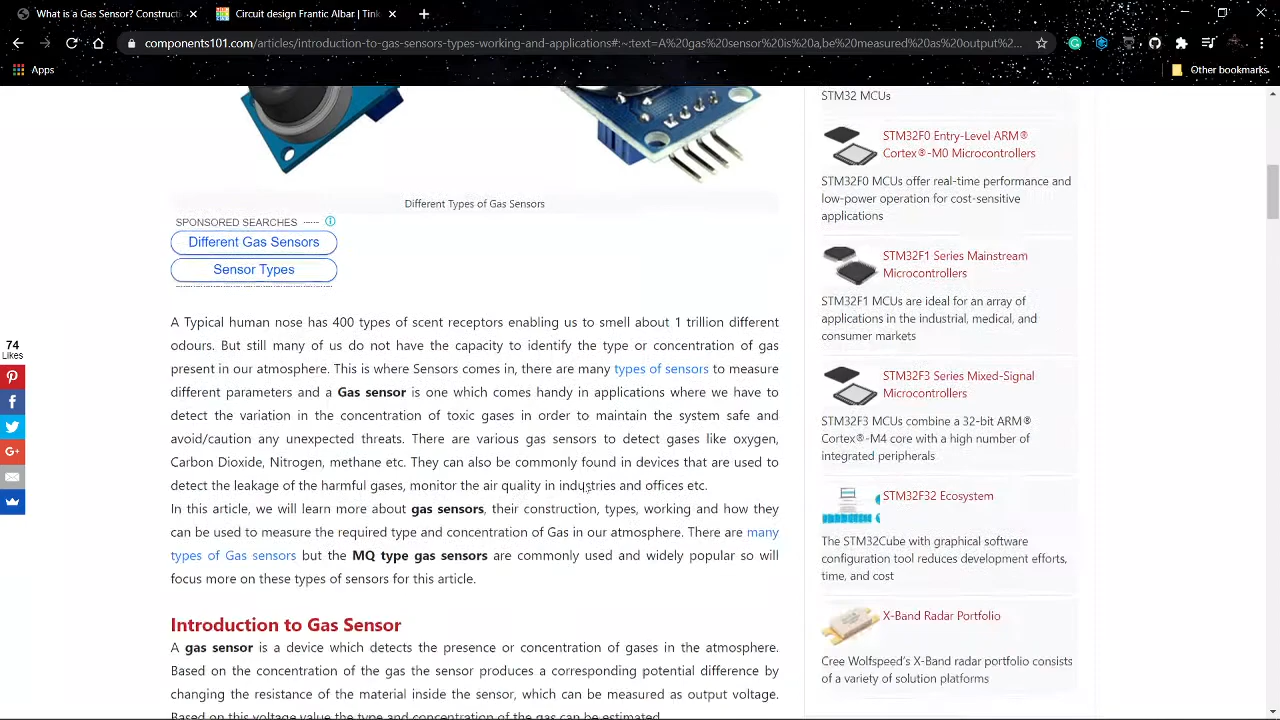 What is a Gas Sensor? Constructi
Circuit design Frantic Albar | Tink
components101.com/articles/introduction-to-gas-sensors-types-working-and-applications#:~:text=A%20gas%20sensor%20is%20a,be%20measured%20as%20output%2...
Apps
Other bookmarks
Different Types of Gas Sensors
SPONSORED SEARCHES
Different Gas Sensors
Sensor Types
A Typical human nose has 400 types of scent receptors enabling us to smell about 1 trillion different
odours. But still many of us do not have the capacity to identify the type or concentration of gas
present in our atmosphere. This is where Sensors comes in, there are many types of sensors to measure
different parameters and a Gas sensor is one which comes handy in applications where we have to
detect the variation in the concentration of toxic gases in order to maintain the system safe and
avoid/caution any unexpected threats. There are various gas sensors to detect gases like oxygen,
Carbon Dioxide, Nitrogen, methane etc. They can also be commonly found in devices that are used to
detect the leakage of the harmful gases, monitor the air quality in industries and offices etc.
In this article, we will learn more about gas sensors, their construction, types, working and how they
can be used to measure the required type and concentration of Gas in our atmosphere. There are many
types of Gas sensors but the MQ type gas sensors are commonly used and widely popular so will
focus more on these types of sensors for this article.
Introduction to Gas Sensor
A gas sensor is a device which detects the presence or concentration of gases in the atmosphere.
Based on the concentration of the gas the sensor produces a corresponding potential difference by
changing the resistance of the material inside the sensor, which can be measured as output voltage.
Based on this voltage value the type and concentration of the gas can be estimated.
74
Likes
G+
STM32 MCUs
STM32F0 Entry-Level ARM®
Cortex®-M0 Microcontrollers
STM32F0 MCUs offer real-time performance and
low-power operation for cost-sensitive
applications
STM32F1 Series Mainstream
Microcontrollers
STM32F1 MCUs are ideal for an array of
applications in the industrial, medical, and
consumer markets
STM32F3 Series Mixed-Signal
Microcontrollers
STM32F3 MCUs combine a 32-bit ARM®
Cortex®-M4 core with a high number of
integrated peripherals
STM32F32 Ecosystem
The STM32Cube with graphical software
configuration tool reduces development efforts,
time, and cost
X-Band Radar Portfolio
Cree Wolfspeed's X-Band radar portfolio consists
of a variety of solution platforms